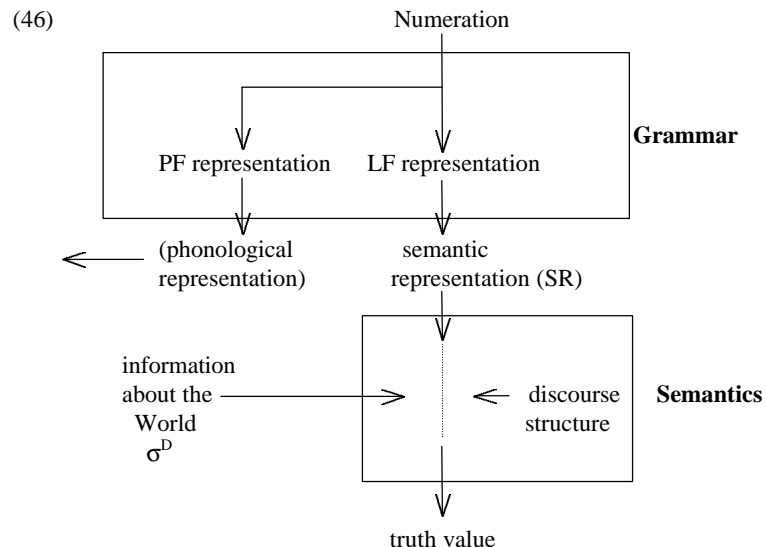 (46)
Numeration
Grammar
PF representation
LF representation
(phonological
representation)
semantic
representation (SR)
information
about the
World
σD
discourse
structure
Semantics
truth value